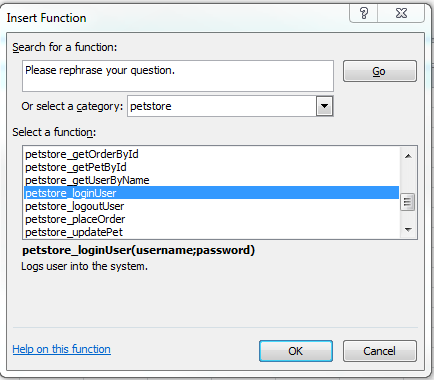 Insert Function
Search for a function:
Please rephrase your question.
Go
Or select a category: petstore
Select a function:
petstore_getOrderById
petstore_getPetById
petstore_getUserByName
petstore_loginUser
petstore_logoutUser
petstore_placeOrder
petstore_updatePet
petstore_loginUser(username;password)
Logs user into the system.
Help on this function
OK
Cancel